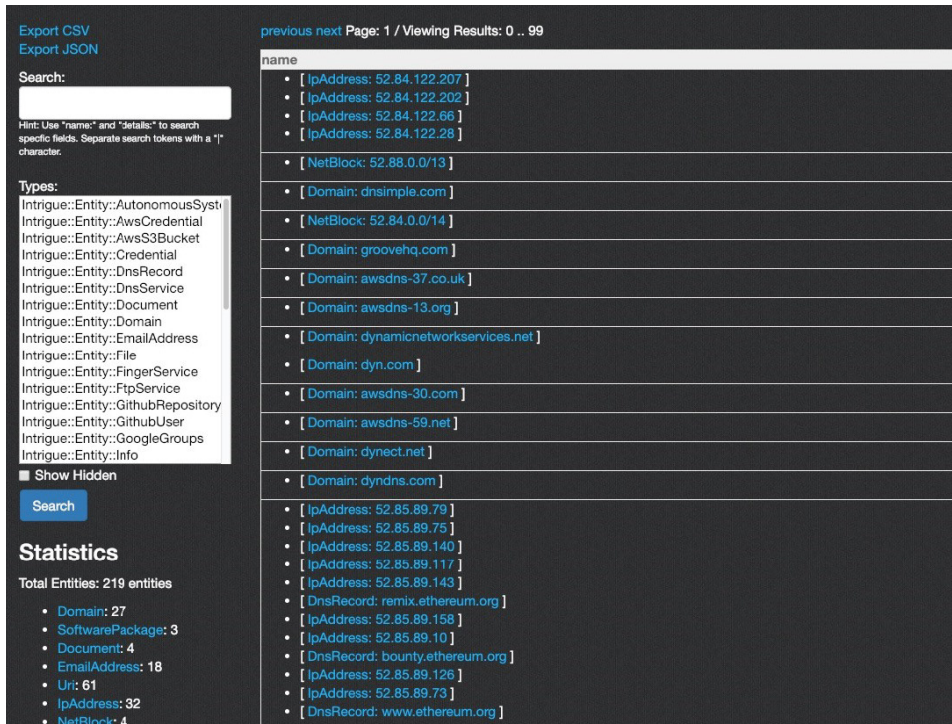 Export CSV
Export JSON
Search:
Hint: Use "name:" and "details:" to search
specfic fields. Separate search tokens with a "|"
character.
Types:
Intrigue::Entity::AutonomousSyst
Intrigue::Entity::AwsCredential
Intrigue::Entity::AwsS3Bucket
Intrigue::Entity::Credential
Intrigue::Entity::DnsRecord
Intrigue::Entity::DnsService
Intrigue::Entity::Document
Intrigue::Entity::Domain
Intrigue::Entity::EmailAddress
Intrigue::Entity::File
Intrigue::Entity::FingerService
Intrigue::Entity::FtpService
Intrigue::Entity::GithubRepository
Intrigue::Entity::GithubUser
Intrigue::Entity::GoogleGroups
Intrigue::Entity::Info
Show Hidden
Search
Statistics
Total Entities: 219 entities
• Domain: 27
• SoftwarePackage: 3
• Document: 4
• EmailAddress: 18
• Uri: 61
• IpAddress: 32
• NetBlock: 4
previous next Page: 1 / Viewing Results: 0 .. 99
name
• [ IpAddress: 52.84.122.207 ]
• [ IpAddress: 52.84.122.202 ]
• [ IpAddress: 52.84.122.66 ]
• [ IpAddress: 52.84.122.28 ]
• [ NetBlock: 52.88.0.0/13 ]
• [ Domain: dnsimple.com ]
• [ NetBlock: 52.84.0.0/14 ]
• [ Domain: groovehq.com ]
• [ Domain: awsdns-37.co.uk ]
• [ Domain: awsdns-13.org ]
• [ Domain: dynamicnetworkservices.net ]
• [ Domain: dyn.com ]
• [ Domain: awsdns-30.com ]
• [ Domain: awsdns-59.net ]
• [ Domain: dynect.net ]
• [ Domain: dyndns.com ]
• [ IpAddress: 52.85.89.79 ]
• [ IpAddress: 52.85.89.75 ]
• [ IpAddress: 52.85.89.140 ]
• [ IpAddress: 52.85.89.117 ]
• [ IpAddress: 52.85.89.143 ]
• [ DnsRecord: remix.ethereum.org ]
• [ IpAddress: 52.85.89.158 ]
• [ IpAddress: 52.85.89.10 ]
• [ DnsRecord: bounty.ethereum.org ]
• [ IpAddress: 52.85.89.126 ]
• [ IpAddress: 52.85.89.73 ]
• [ DnsRecord: www.ethereum.org ]